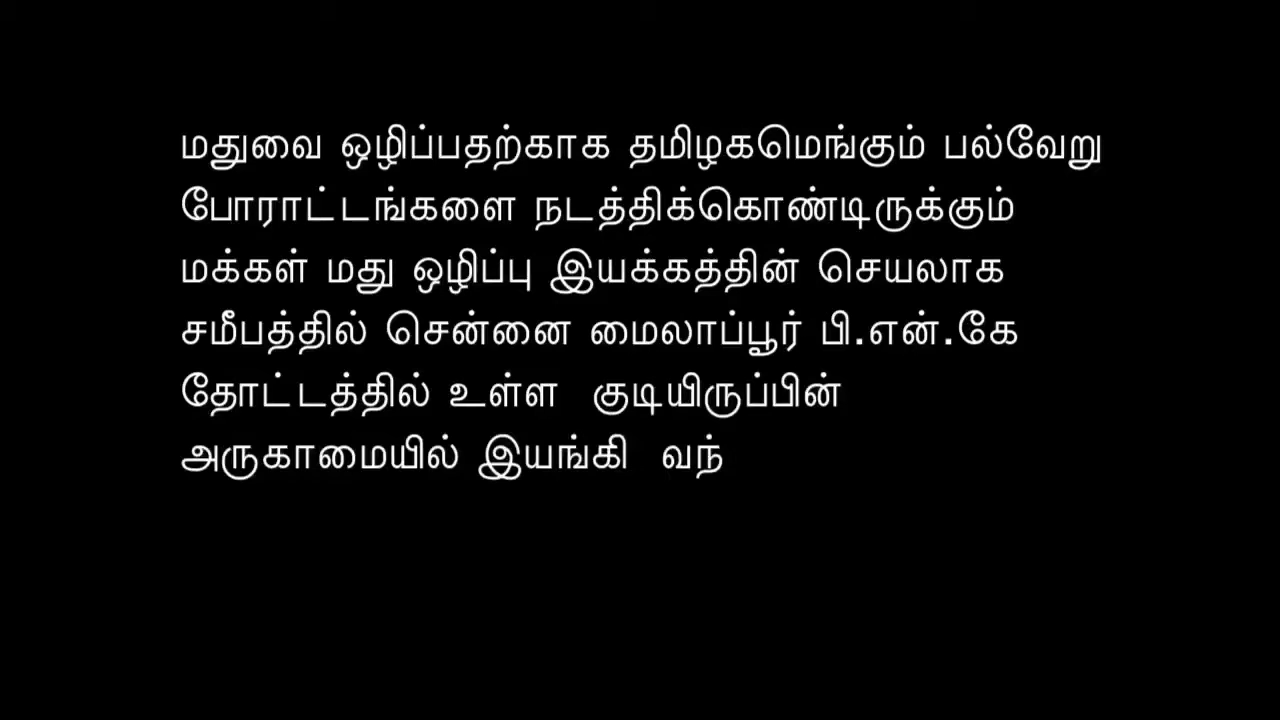 மதுவை ஒழிப்பதற்காக தமிழகமெங்கும் பல்வேறு
போராட்டங்களை நடத்திக்கொண்டிருக்கும்
மக்கள் மது ஒழிப்பு இயக்கத்தின் செயலாக
சமீபத்தில் சென்னை மைலாப்பூர் பி.என்.கே
தோட்டத்தில் உள்ள குடியிருப்பின்
அருகாமையில் இயங்கி வந்